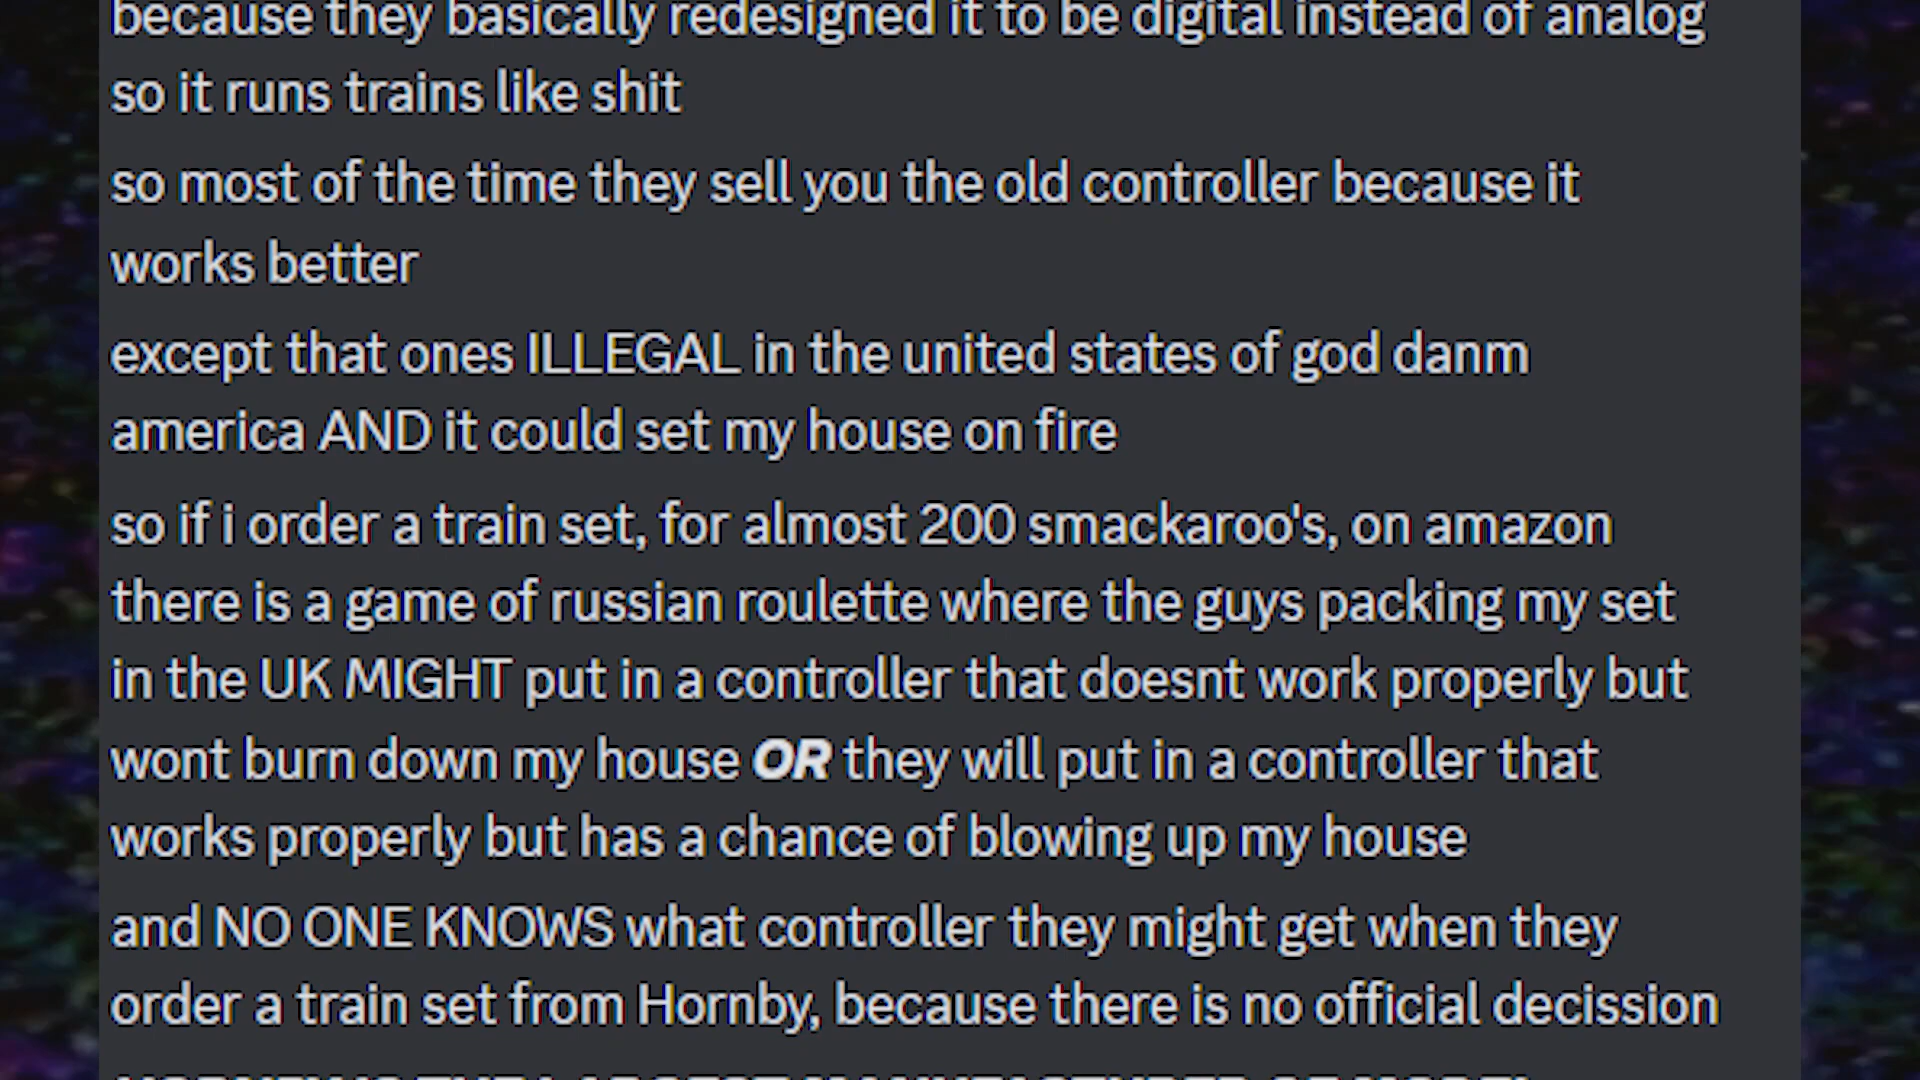 because they basically redesigned it to be digital instead of analog
so it runs trains like shit
so most of the time they sell you the old controller because it
works better
except that ones ILLEGAL in the united states of god danm
america AND it could set my house on fire
so if i order a train set, for almost 200 smackaroo's, on amazon
there is a game of russian roulette where the guys packing my set
in the UK MIGHT put in a controller that doesnt work properly but
wont burn down my house OR they will put in a controller that
works properly but has a chance of blowing up my house
and NO ONE KNOWS what controller they might get when they
order a train set from Hornby, because there is no official decission